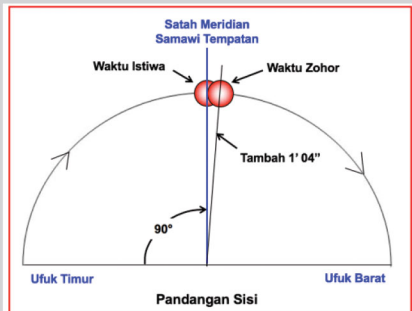 Satah Meridian
Samawi Tempatan
Waktu Istiwa
Waktu Zohor
Tambah 1' 04"
90°
Ufuk Timur
Ufuk Barat
Pandangan Sisi